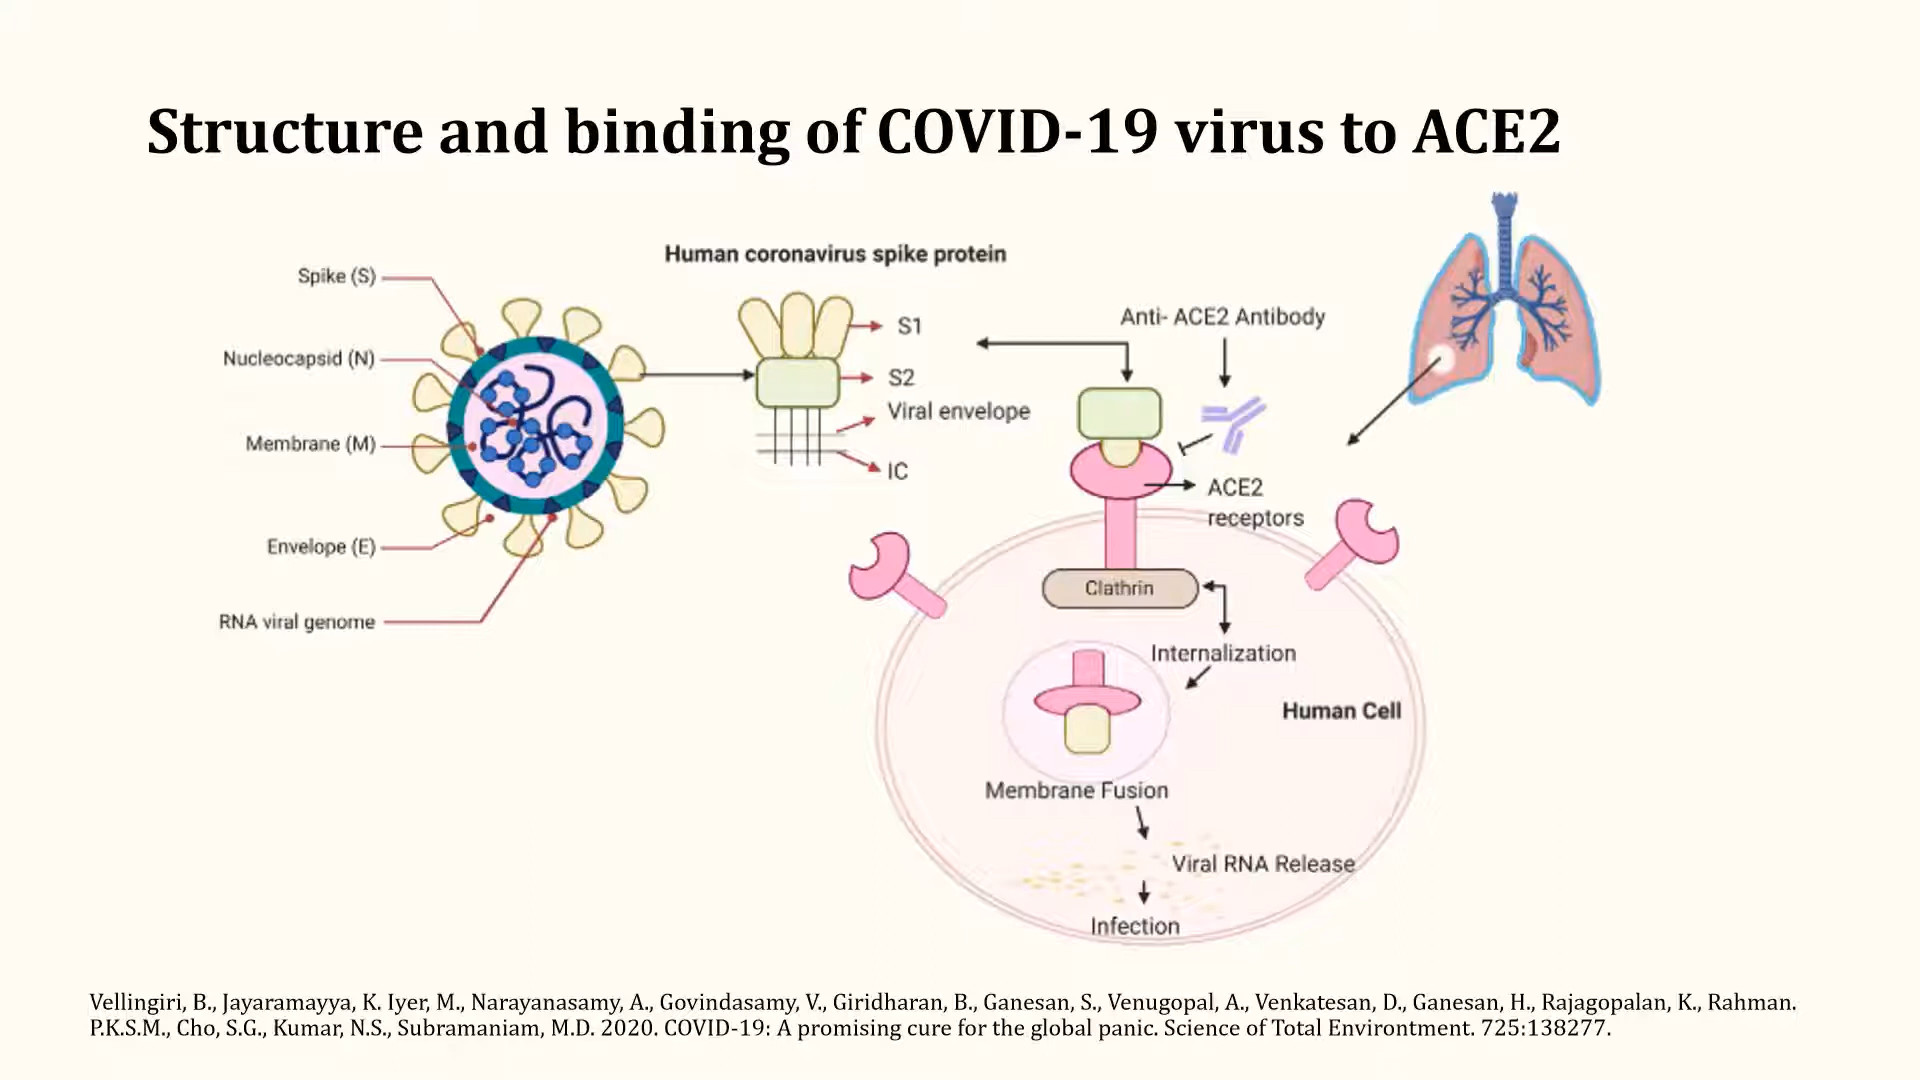 Structure and binding of COVID-19 virus to ACE2
Human coronavirus spike protein
Spike (S)
Nucleocapsid (N)
Membrane (M)
Envelope (E)
RNA viral genome
S1
S2
Viral envelope
IC
Anti- ACE2 Antibody
ACE2
receptors
Clathrin
Internalization
Human Cell
Membrane Fusion
Viral RNA Release
Infection
Vellingiri, B., Jayaramayya, K. Iyer, M., Narayanasamy, A., Govindasamy, V., Giridharan, B., Ganesan, S., Venugopal, A., Venkatesan, D., Ganesan, H., Rajagopalan, K., Rahman.
P.K.S.M., Cho, S.G., Kumar, N.S., Subramaniam, M.D. 2020. COVID-19: A promising cure for the global panic. Science of Total Environtment. 725:138277.